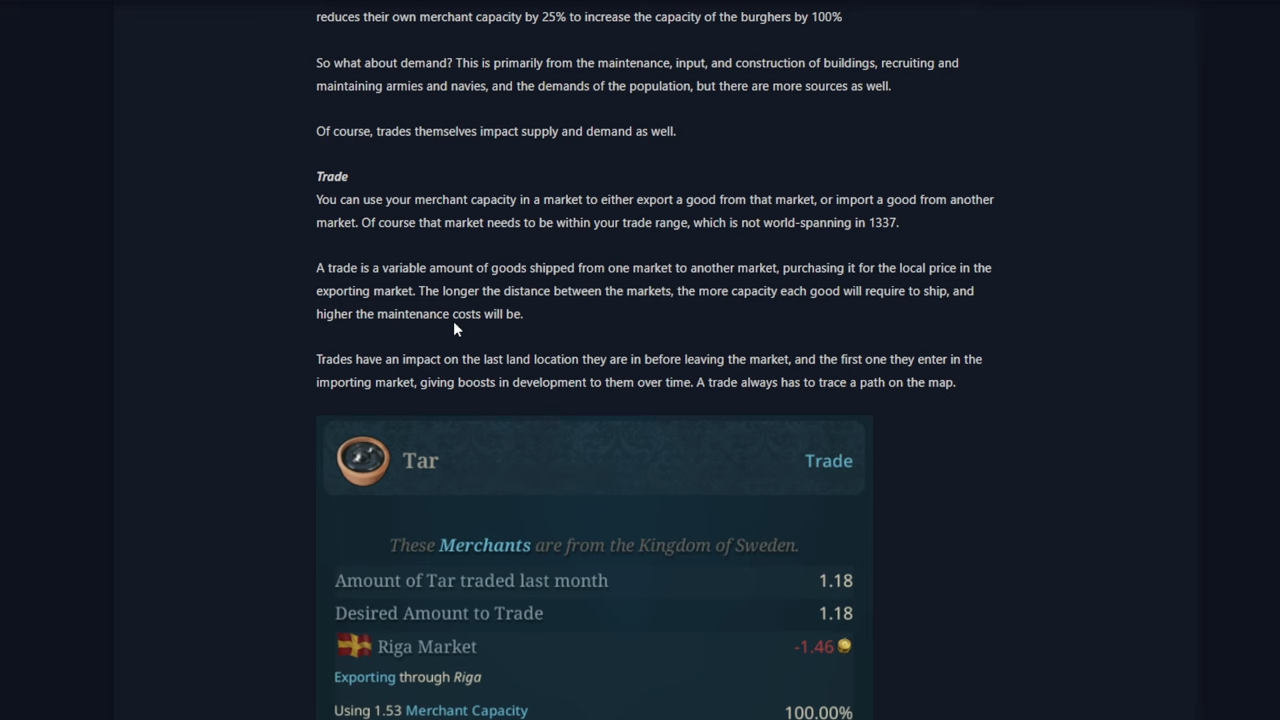 reduces their own merchant capacity by 25% to increase the capacity of the burghers by 100%
So what about demand? This is primarily from the maintenance, input, and construction of buildings, recruiting and
maintaining armies and navies, and the demands of the population, but there are more sources as well.
Of course, trades themselves impact supply and demand as well.
Trade
You can use your merchant capacity in a market to either export a good from that market, or import a good from another
market. Of course that market needs to be within your trade range, which is not world-spanning in 1337.
A trade is a variable amount of goods shipped from one market to another market, purchasing it for the local price in the
exporting market. The longer the distance between the markets, the more capacity each good will require to ship, and
higher the maintenance costs will be.
Trades have an impact on the last land location they are in before leaving the market, and the first one they enter in the
importing market, giving boosts in development to them over time. A trade always has to trace a path on the map.
Tar Trade
These Merchants are from the Kingdom of Sweden.
Amount of Tar traded last month 1.18
Desired Amount to Trade 1.18
Riga Market -1.46
Exporting through Riga
Using 1.53 Merchant Capacity 100.00%